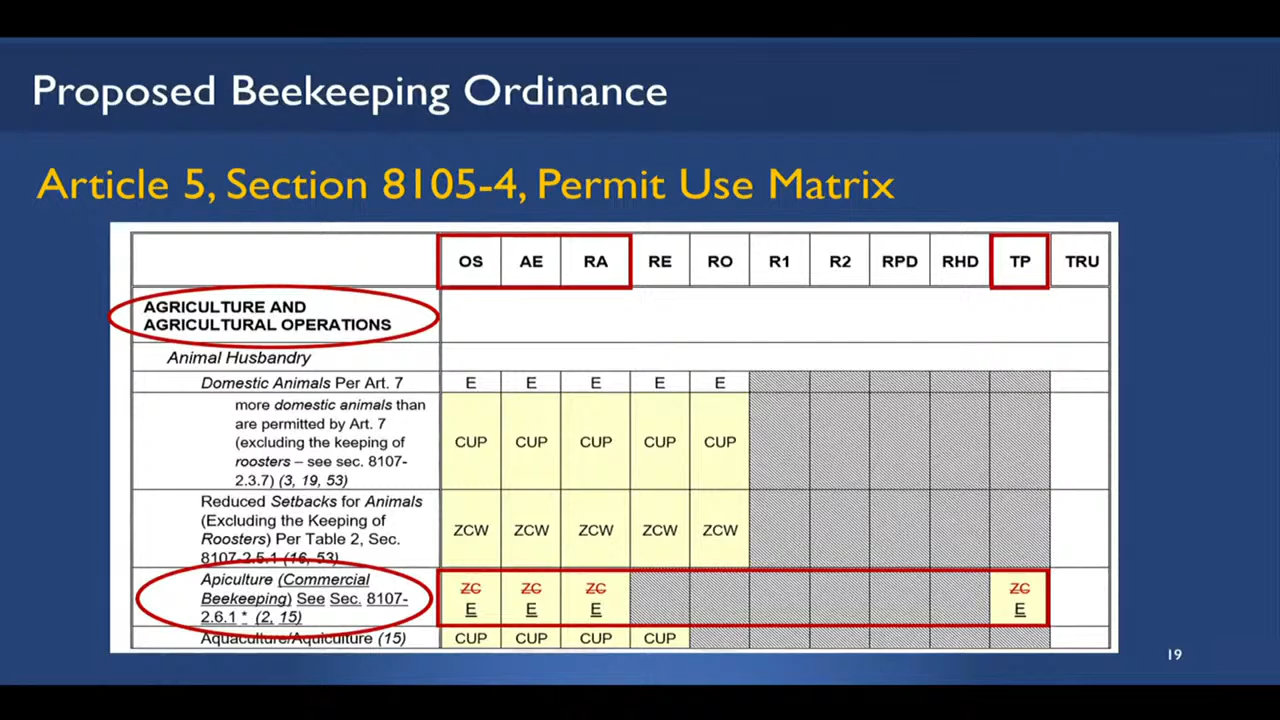 Proposed Beekeeping Ordinance
Article 5, Section 8105-4, Permit Use Matrix
OS AE RA RE RO R1 R2 RPD RHD TP TRU
AGRICULTURE AND
AGRICULTURAL OPERATIONS
Animal Husbandry
Domestic Animals Per Art. 7 E E E E E
more domestic animals than
are permitted by Art. 7
(excluding the keeping of CUP CUP CUP CUP CUP
roosters – see sec. 8107-
2.3.7) (3, 19, 53)
Reduced Setbacks for Animals
(Excluding the Keeping of
Roosters) Per Table 2, Sec. ZCW ZCW ZCW ZCW ZCW
8107-2.5.1 (16, 53)
Apiculture (Commercial ZC ZC ZC ZC
Beekeeping) See Sec. 8107- E E E E
2.6.1 * (2, 15)
Aquaculture/Aquiculture (15) CUP CUP CUP CUP
19